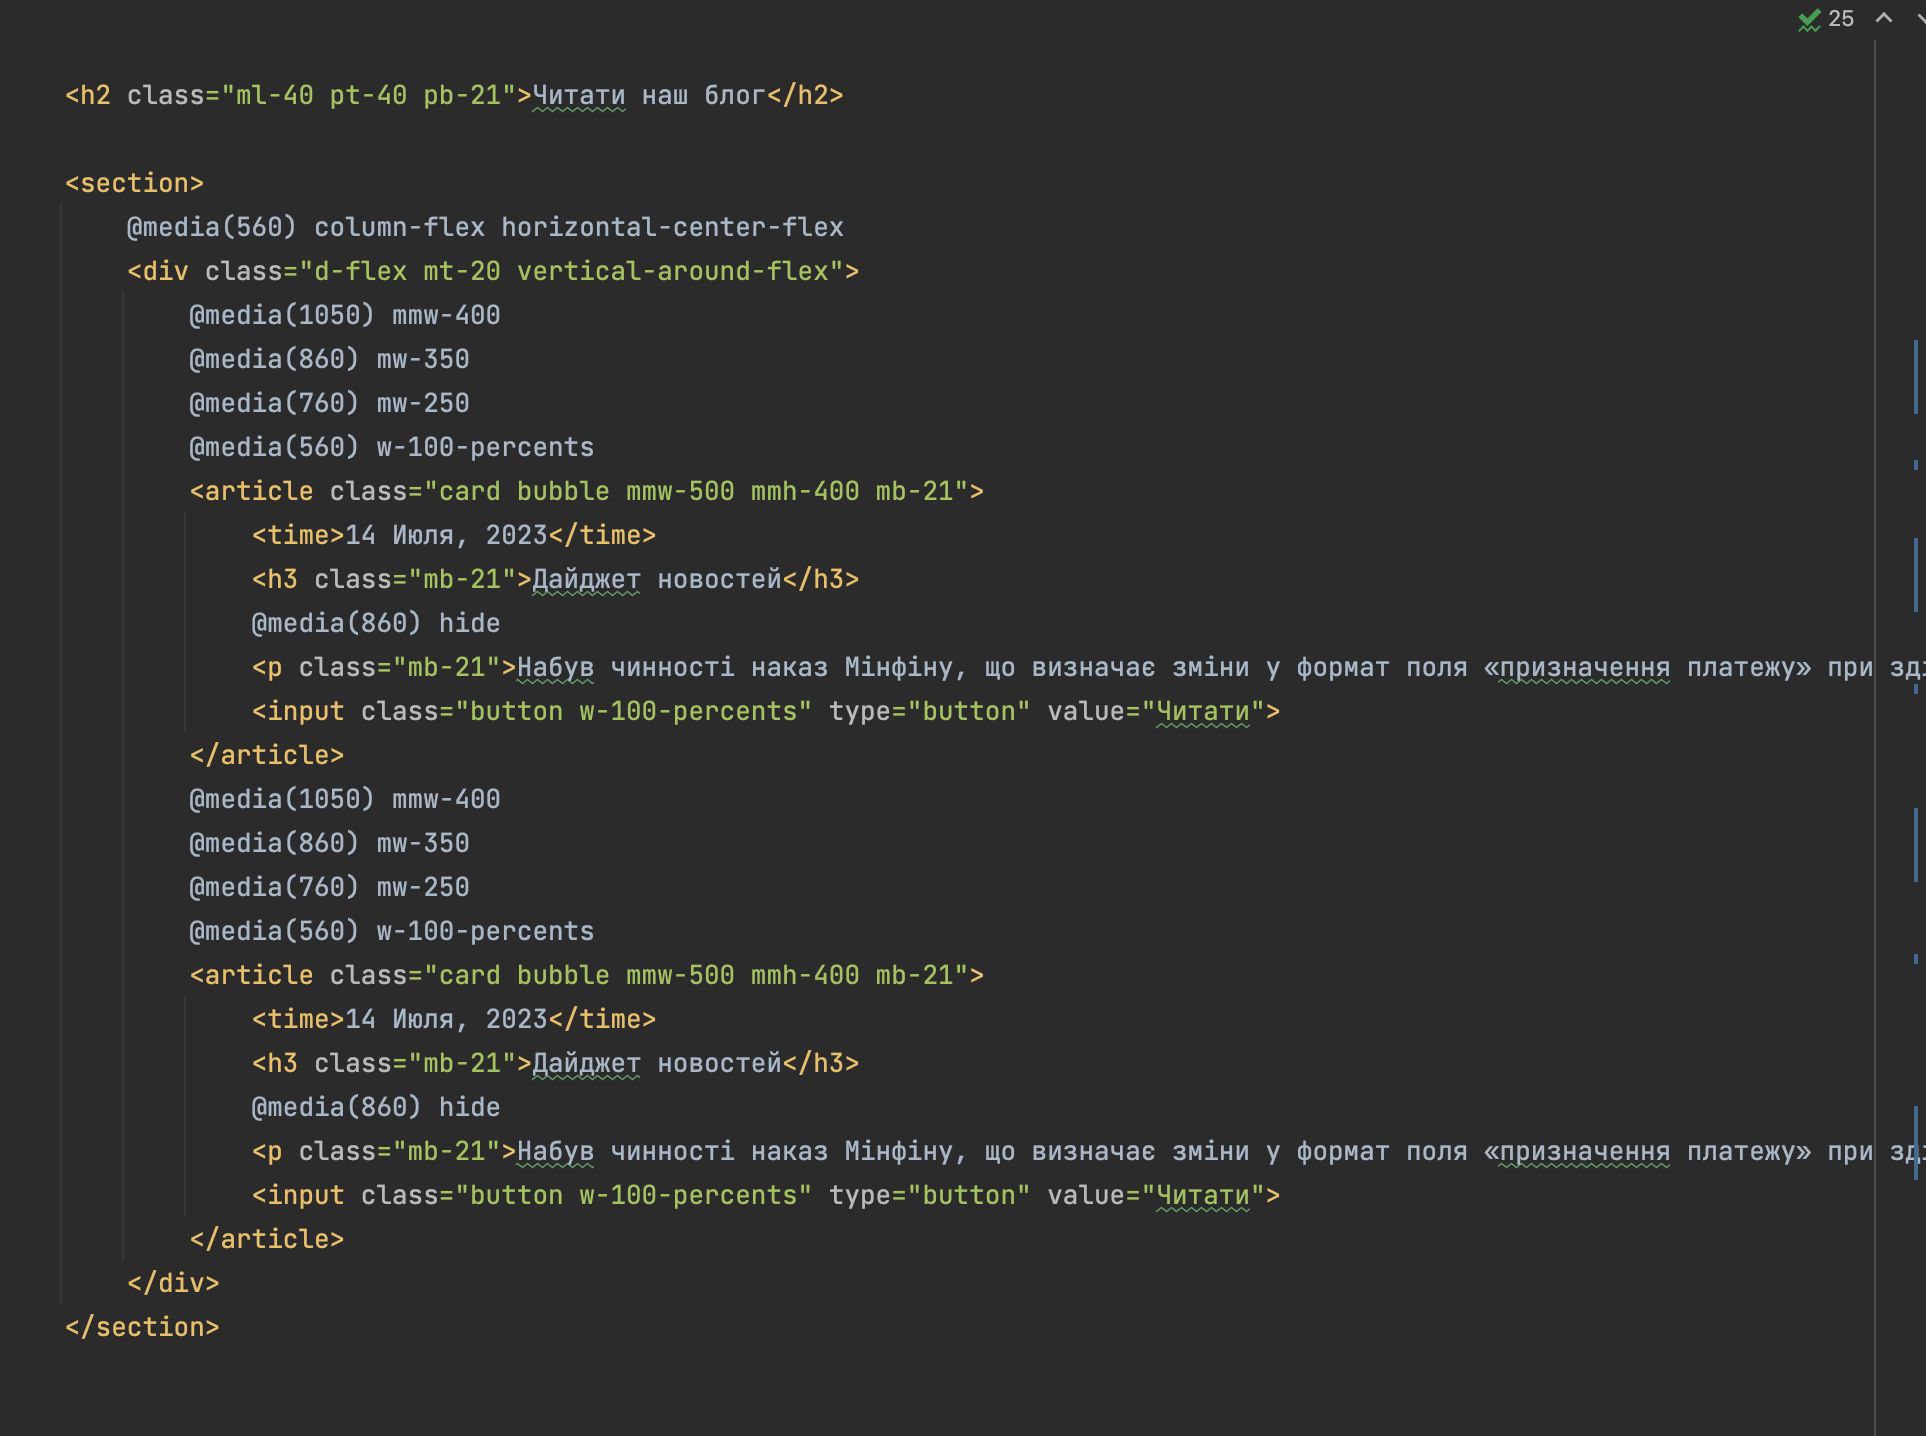 25
<h2 class="ml-40 pt-40 pb-21">Читати наш блог</h2>
<section>
@media(560) column-flex horizontal-center-flex
<div class="d-flex mt-20 vertical-around-flex">
@media(1050) mmw-400
@media(860) mw-350
@media(760) mw-250
@media(560) w-100-percents
<article class="card bubble mmw-500 mmh-400 mb-21">
<time>14 Июля, 2023</time>
<h3 class="mb-21">Дайджет новостей</h3>
@media(860) hide
<p class="mb-21">Набув чинності наказ Мінфіну, що визначає зміни у формат поля «призначення платежу» при
<input class="button w-100-percents" type="button" value="Читати">
</article>
@media(1050) mmw-400
@media(860) mw-350
@media(760) mw-250
@media(560) w-100-percents
<article class="card bubble mmw-500 mmh-400 mb-21">
<time>14 Июля, 2023</time>
<h3 class="mb-21">Дайджет новостей</h3>
@media(860) hide
<p class="mb-21">Набув чинності наказ Мінфіну, що визначає зміни у формат поля «призначення платежу» при
<input class="button w-100-percents" type="button" value="Читати">
</article>
</div>
</section>